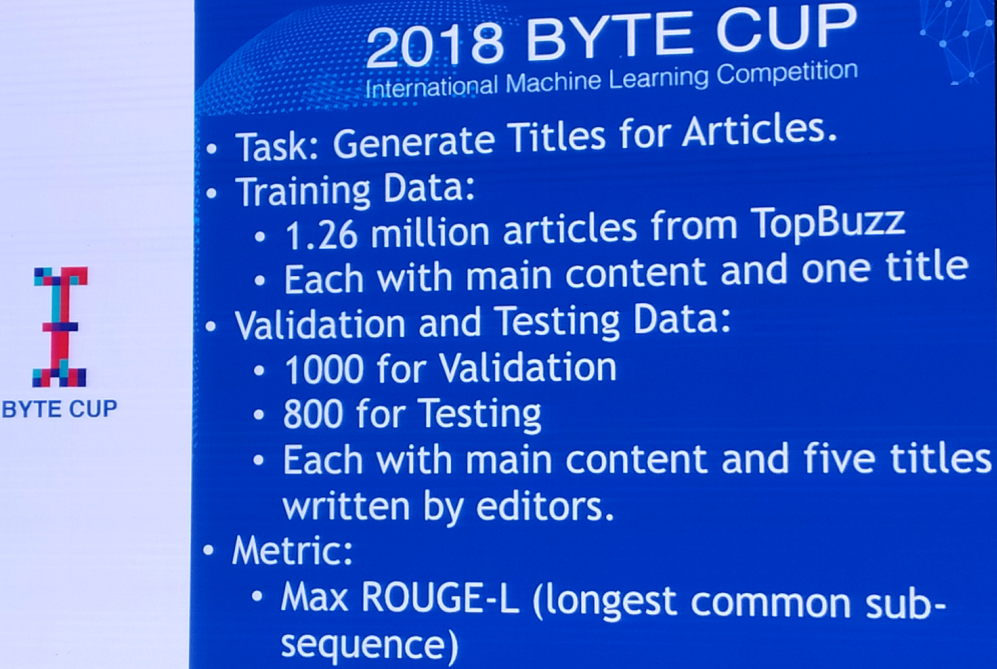 2018 BYTE CUP
International Machine Learning Competition
• Task: Generate Titles for Articles.
• Training Data:
• 1.26 million articles from TopBuzz
• Each with main content and one title
• Validation and Testing Data:
• 1000 for Validation
• 800 for Testing
• Each with main content and five titles
written by editors.
• Metric:
• Max ROUGE-L (longest common sub-
sequence)
BYTE CUP